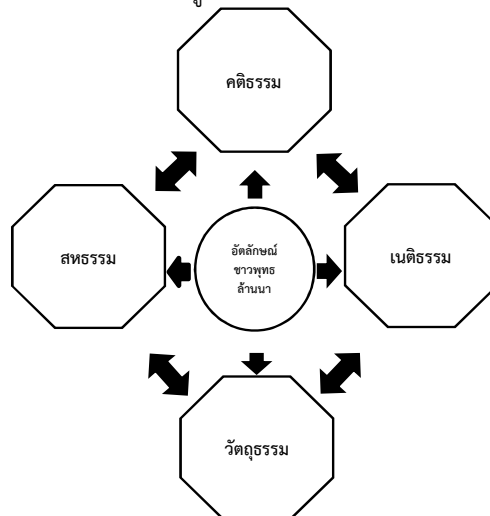 คติธรรม
สหธรรม
อัตลักษณ์
ชาวพุทธ
ล้านนา
เนติธรรม
วัตถุธรรม